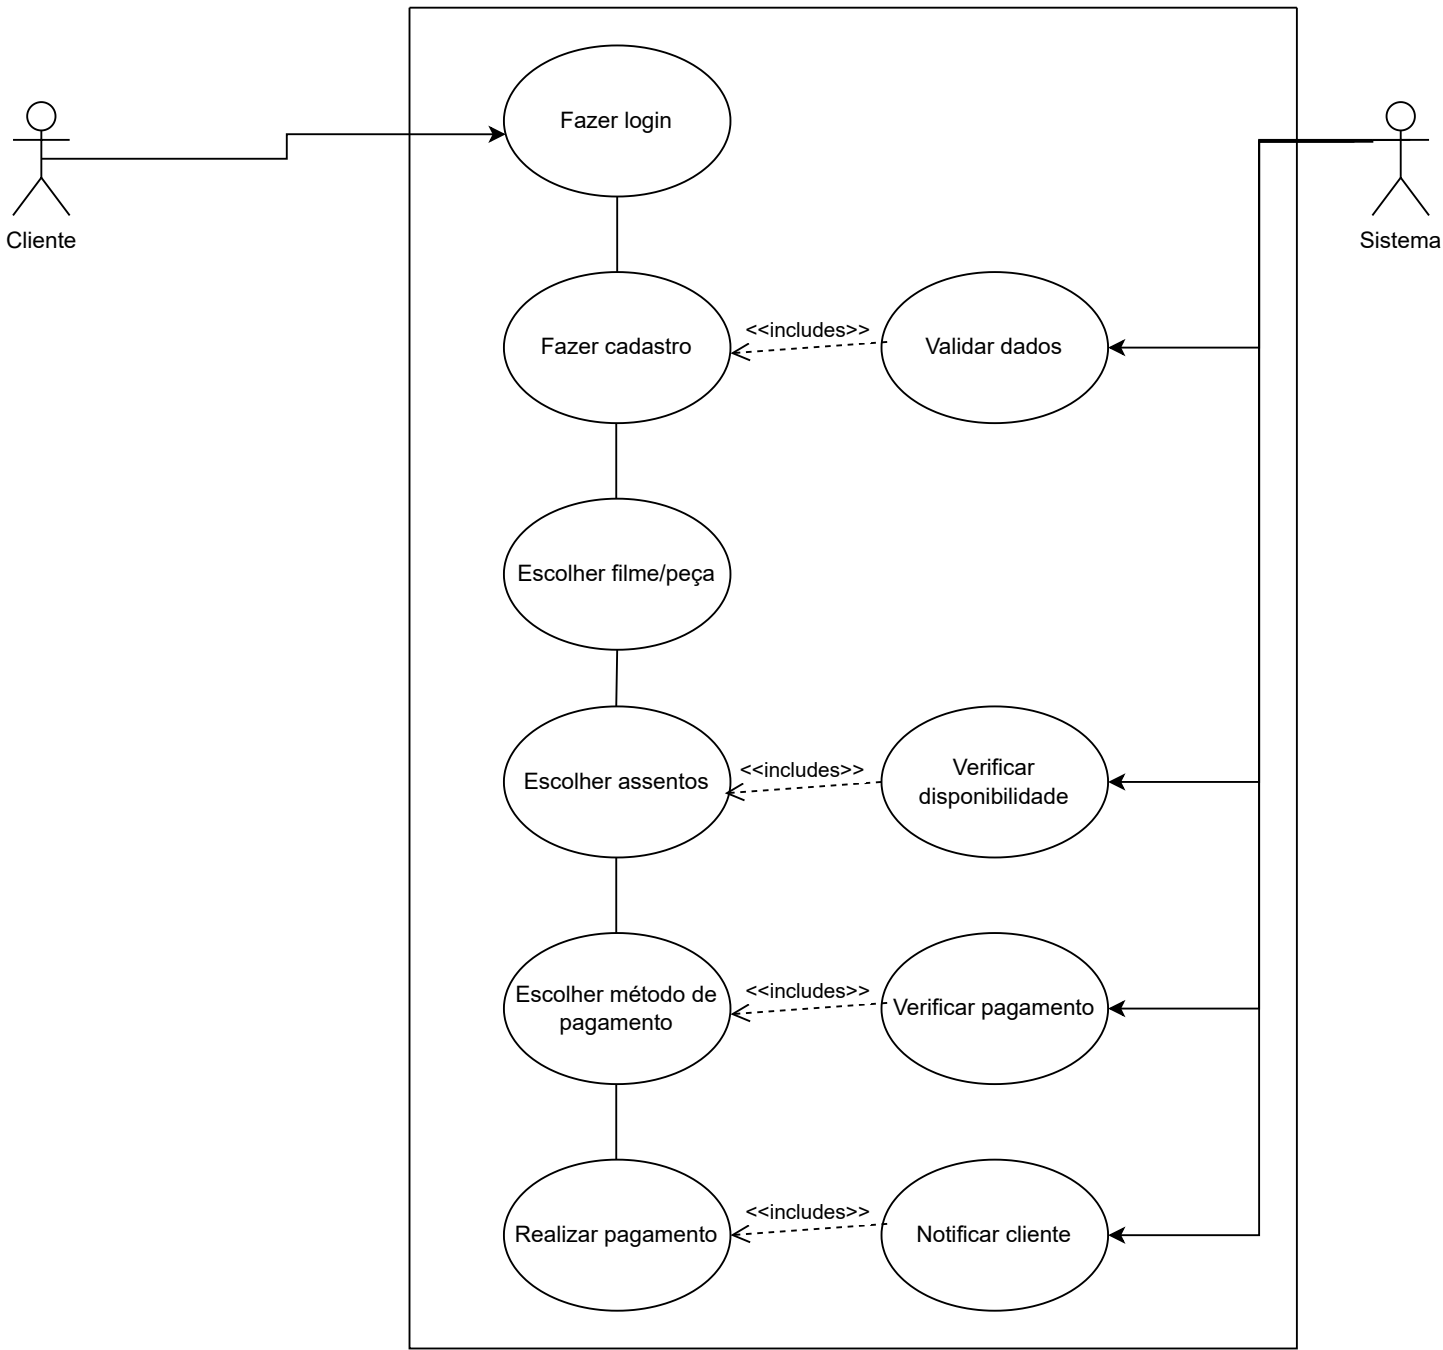 Fazer login
Cliente
Sistema
Fazer cadastro
<<includes>>
Validar dados
Escolher filme/peça
Escolher assentos
<<includes>>
Verificar
disponibilidade
Escolher método de
pagamento
<<includes>>
Verificar pagamento
Realizar pagamento
<<includes>>
Notificar cliente